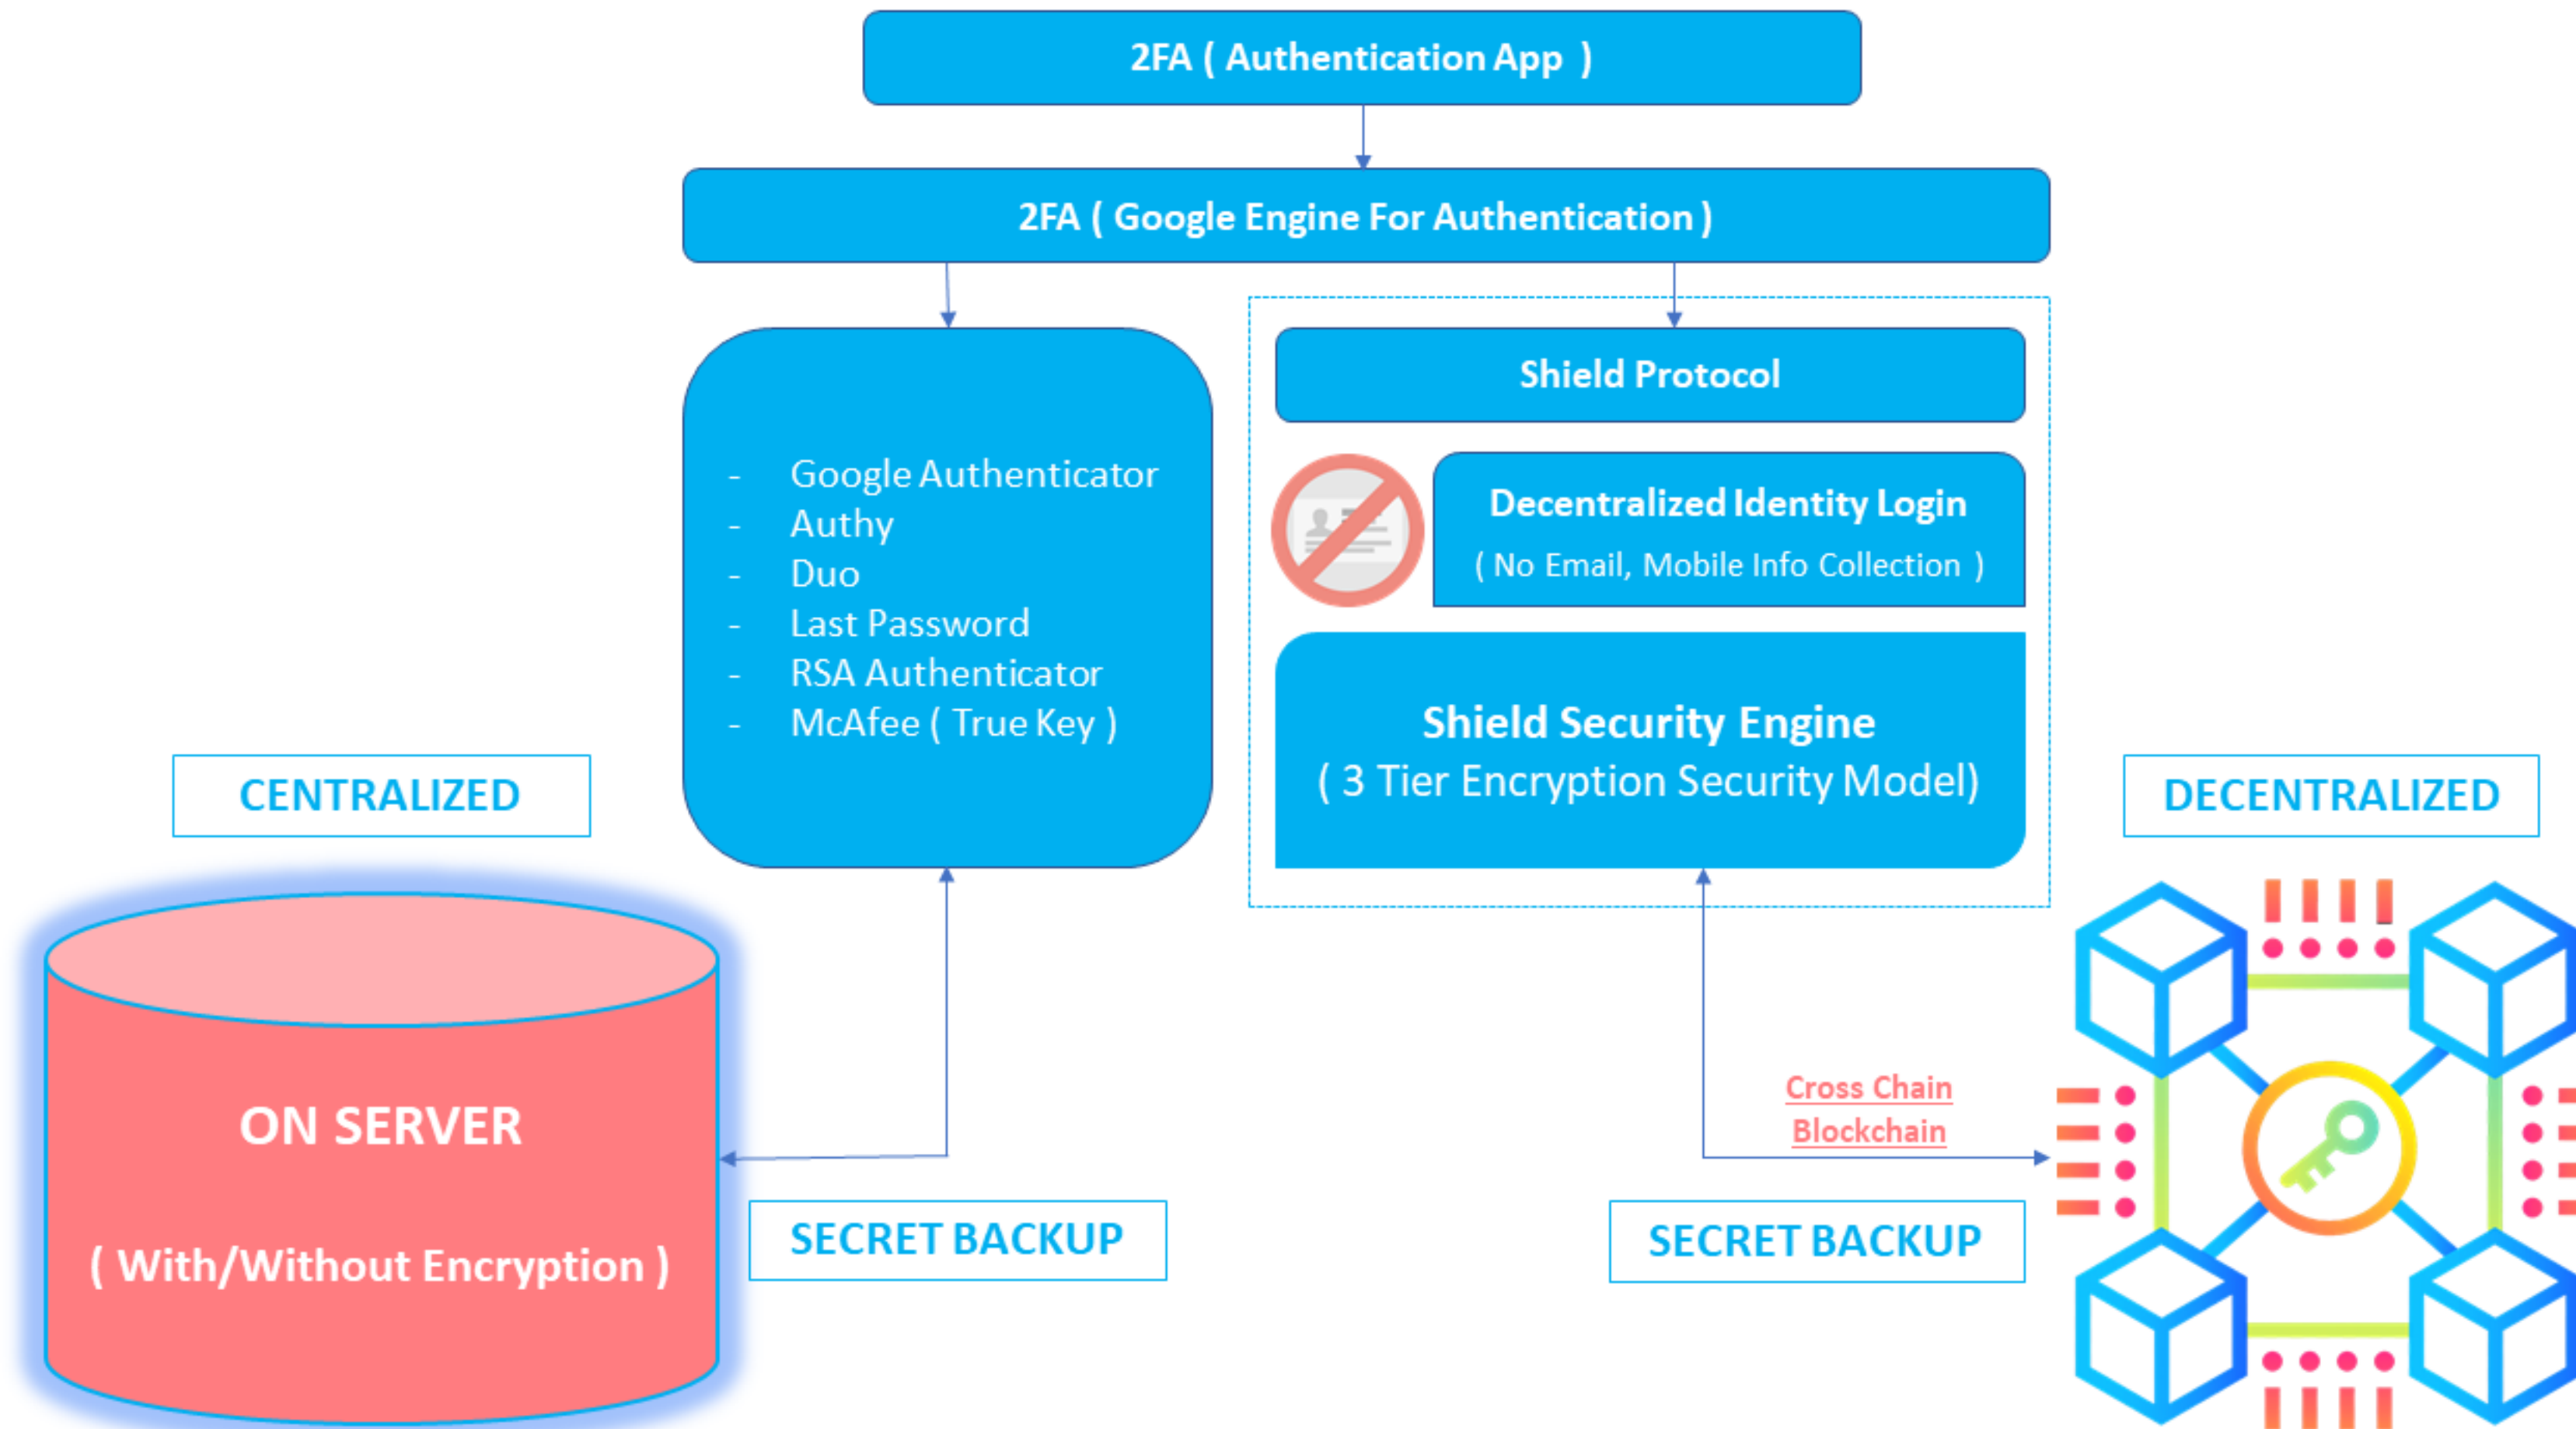 2FA ( Authentication App )
2FA ( Google Engine For Authentication )
- Google Authenticator
- Authy
- Duo
- Last Password
- RSA Authenticator
- McAfee ( True Key )
Shield Protocol
Decentralized Identity Login
( No Email, Mobile Info Collection )
Shield Security Engine
( 3 Tier Encryption Security Model)
CENTRALIZED
DECENTRALIZED
ON SERVER
( With/Without Encryption )
SECRET BACKUP
Cross Chain
Blockchain
SECRET BACKUP